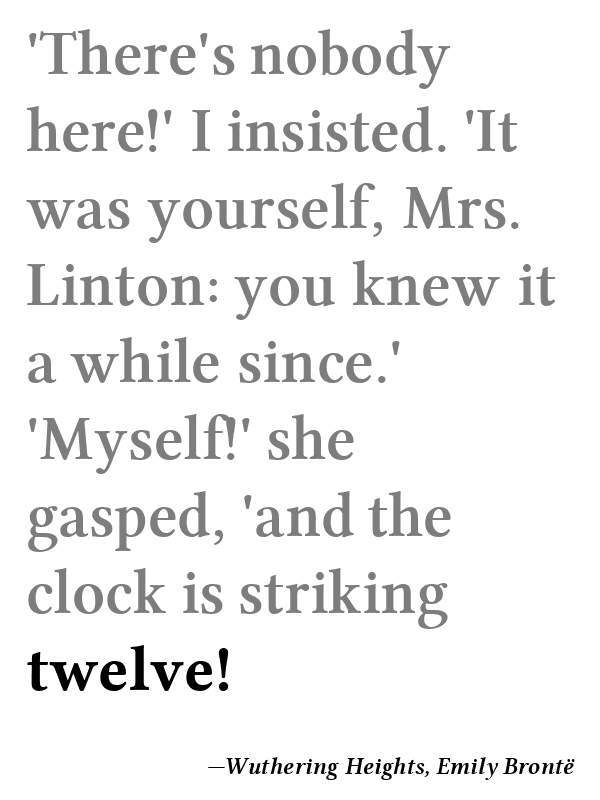 'There's nobody
here!' I insisted. 'It
was yourself, Mrs.
Linton: you knew it
a while since.'
'Myself!' she
gasped, 'and the
clock is striking
twelve!
—Wuthering Heights, Emily Brontë